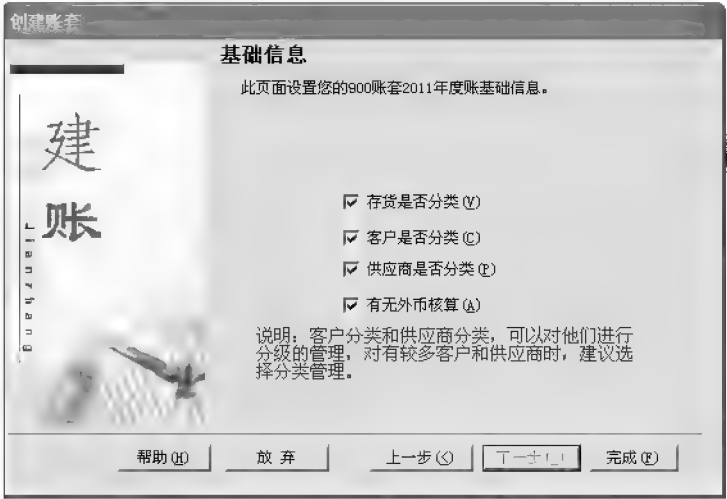 创建账套
基础信息
此页面设置您的900账套2011年度账基础信息。
建
账
Jianzhang
存货是否分类(V)
客户是否分类(C)
供应商是否分类(P)
有无外币核算(A)
说明：客户分类和供应商分类，可以对他们进行
分级的管理，对有较多客户和供应商时，建议选
择分类管理。
帮助(H) 放弃 上一步(<) 下一步 完成(F)